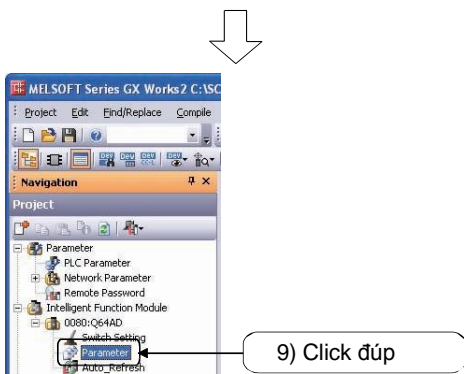 MELSOFT Series GX Works2 C:\SC
Project Edit Find/Replace Compile
Navigation
Project
Parameter
PLC Parameter
Network Parameter
Remote Password
Intelligent Function Module
0080:Q64AD
Switch Setting
Parameter
Auto_Refresh
9) Click đúp